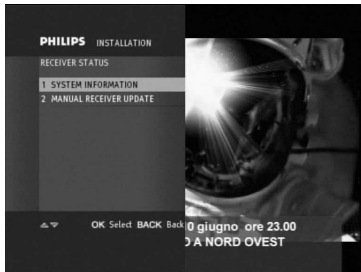 PHILIPS INSTALLATION
RECEIVER STATUS
1 SYSTEM INFORMATION
2 MANUAL RECEIVER UPDATE
OK Select BACK Back
0 giugno ore 23.00
O A NORD OVEST